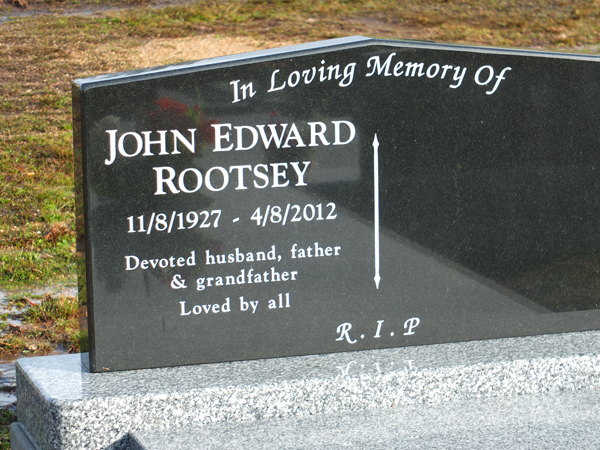 In Loving Memory Of
JOHN EDWARD
ROOTSEY
11/8/1927 - 4/8/2012
Devoted husband, father
& grandfather
Loved by all
R.I.P